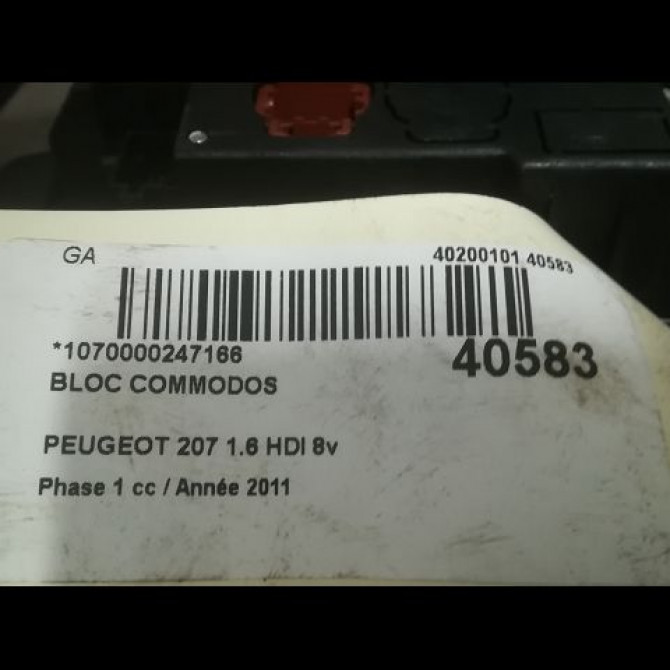 GA
40200101 40583
*1070000247166
40583
BLOC COMMODOS
PEUGEOT 207 1.6 HDI 8v
Phase 1 cc / Année 2011